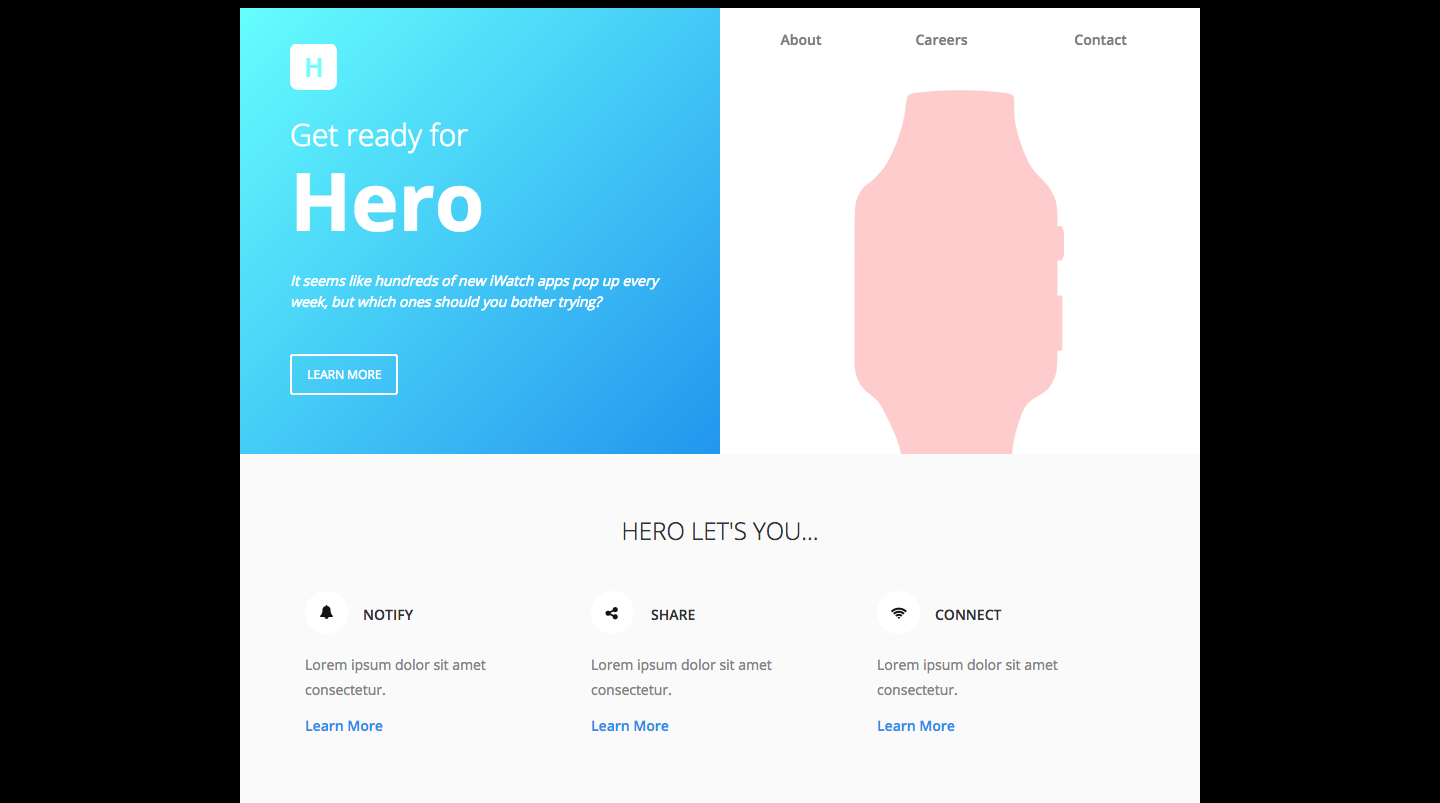 H
Get ready for
Hero
It seems like hundreds of new iWatch apps pop up every
week, but which ones should you bother trying?
LEARN MORE
About Careers Contact
HERO LET'S YOU...
NOTIFY
Lorem ipsum dolor sit amet
consectetur.
Learn More
SHARE
Lorem ipsum dolor sit amet
consectetur.
Learn More
CONNECT
Lorem ipsum dolor sit amet
consectetur.
Learn More